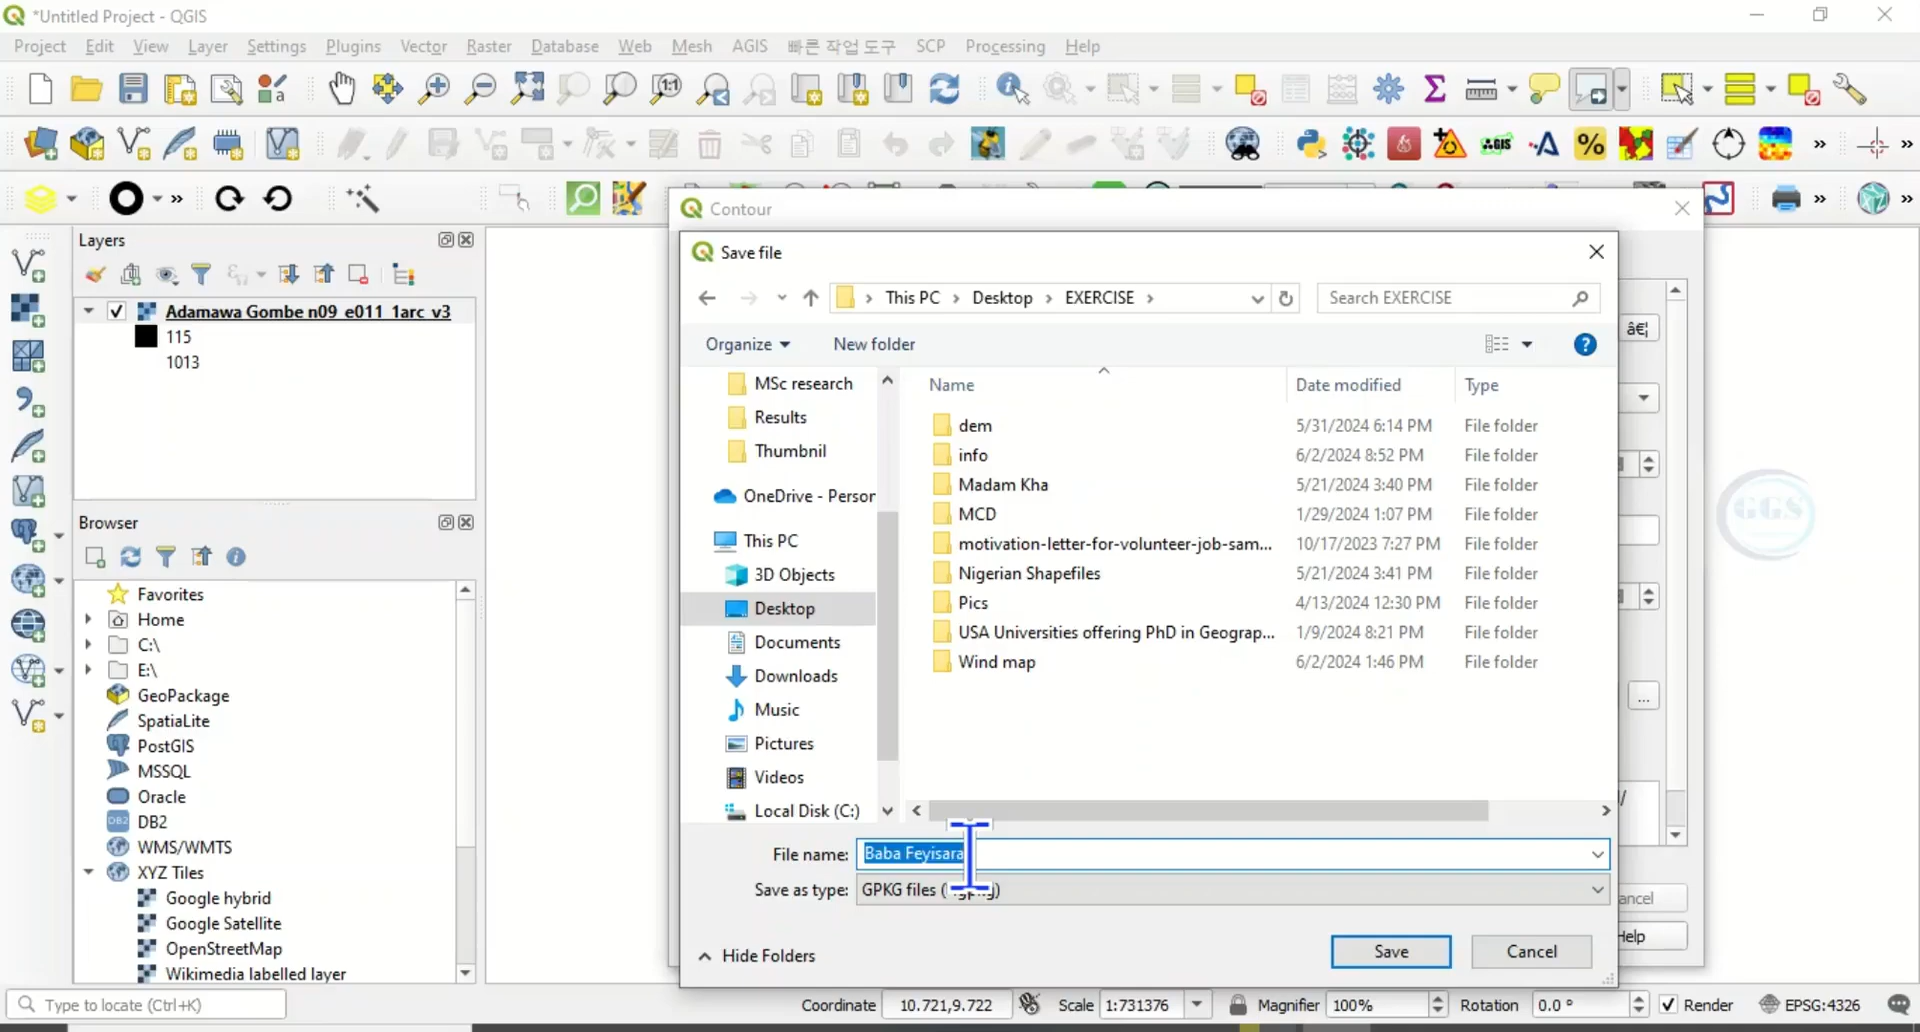 *Untitled Project - QGIS
Project Edit View Layer Settings Plugins Vector Raster Database Web Mesh AGIS 빠른 작업 도구 SCP Processing Help
Layers
Adamawa Gombe n09_e011_1arc_v3
115
1013
Browser
Favorites
Home
C:\
E:\
GeoPackage
SpatiaLite
PostGIS
MSSQL
Oracle
DB2
WMS/WMTS
XYZ Tiles
Google hybrid
Google Satellite
OpenStreetMap
Wikimedia labelled layer
Contour
Save file
This PC › Desktop › EXERCISE ›
Search EXERCISE
Organize New folder
MSc research
Results
Thumbnil
OneDrive - Person
This PC
3D Objects
Desktop
Documents
Downloads
Music
Pictures
Videos
Local Disk (C:)
Name Date modified Type
dem 5/31/2024 6:14 PM File folder
info 6/2/2024 8:52 PM File folder
Madam Kha 5/21/2024 3:40 PM File folder
MCD 1/29/2024 1:07 PM File folder
motivation-letter-for-volunteer-job-sam... 10/17/2023 7:27 PM File folder
Nigerian Shapefiles 5/21/2024 3:41 PM File folder
Pics 4/13/2024 12:30 PM File folder
USA Universities offering PhD in Geograp... 1/9/2024 8:21 PM File folder
Wind map 6/2/2024 1:46 PM File folder
File name: Baba Feyisara
Save as type: GPKG files
Hide Folders
Save Cancel
â€¦
...
ancel
Help
GGS
Type to locate (Ctrl+K)
Coordinate 10.721,9.722 Scale 1:731376 Magnifier 100% Rotation 0.0 ° Render EPSG:4326